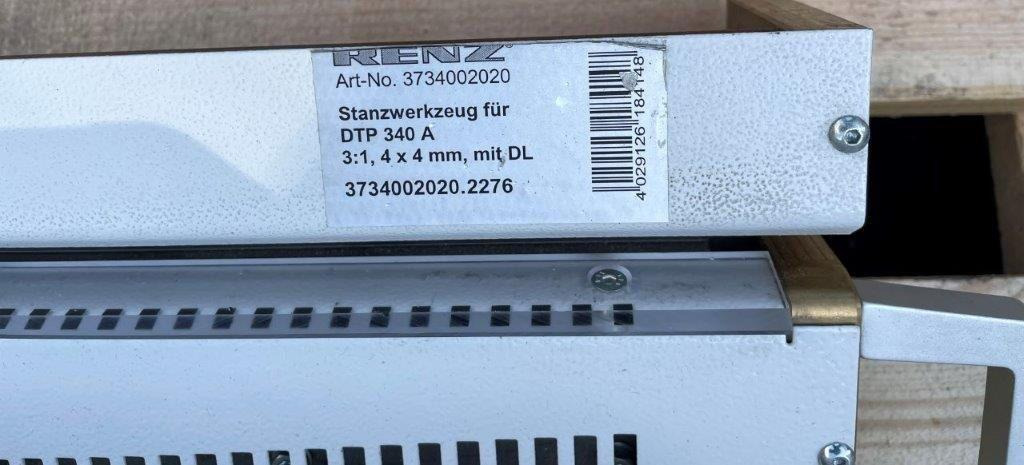 RENZ®
Art-No. 3734002020
Stanzwerkzeug für
DTP 340 A
3:1, 4 x 4 mm, mit DL
3734002020.2276
4 029126 184148